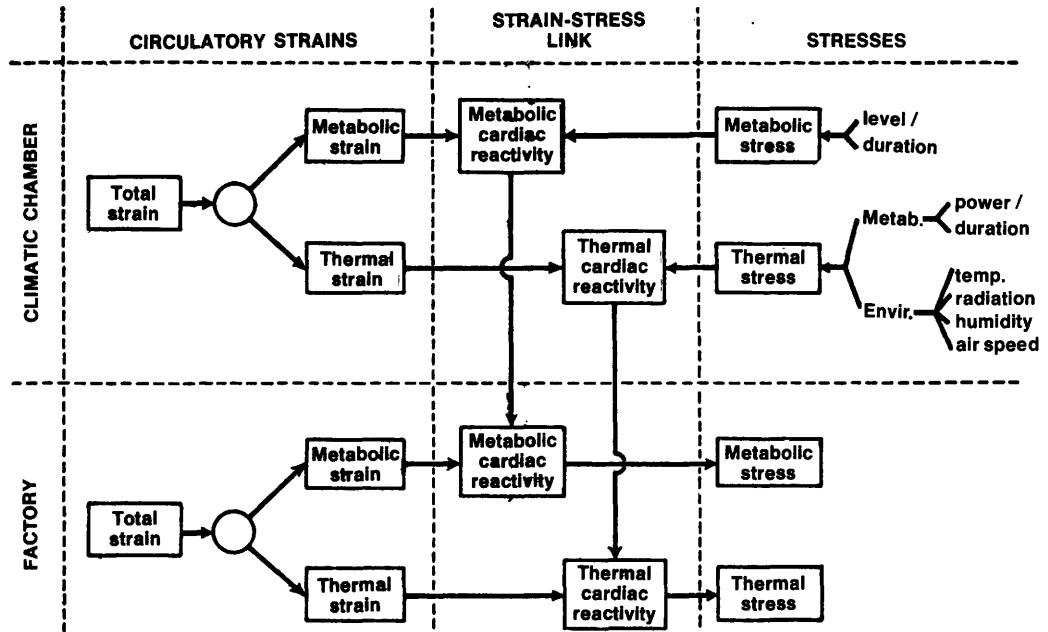 CIRCULATORY STRAINS
STRAIN-STRESS
LINK
STRESSES
CLIMATIC CHAMBER
Total
strain
Metabolic
strain
Thermal
strain
Metabolic
cardiac
reactivity
Thermal
cardiac
reactivity
Metabolic
stress
level /
duration
Thermal
stress
Metab.
power /
duration
Envir.
temp.
radiation
humidity
air speed
FACTORY
Total
strain
Metabolic
strain
Thermal
strain
Metabolic
cardiac
reactivity
Thermal
cardiac
reactivity
Metabolic
stress
Thermal
stress